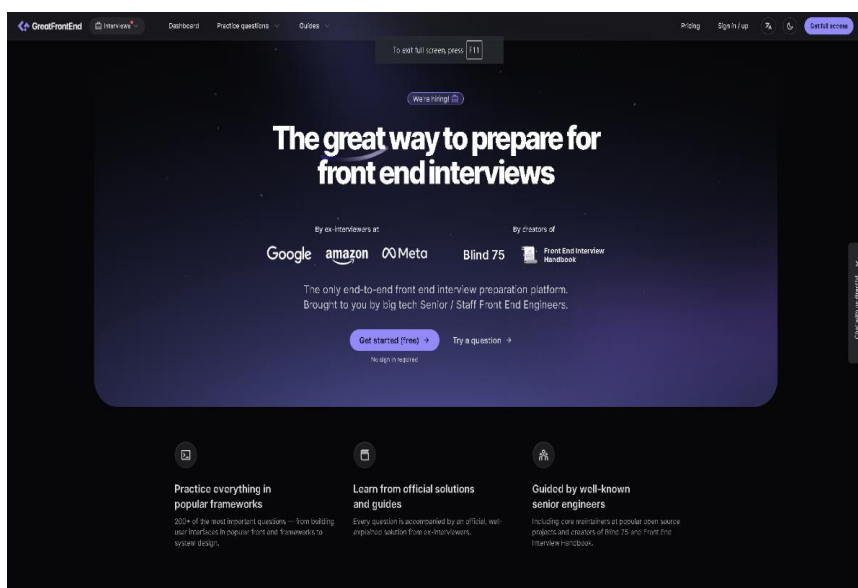 GreatFrontEnd
Interviews
Dashboard
Practice questions
Guides
Pricing
Sign in / up
Get full access
To exit full screen, press F11
We're hiring!
The great way to prepare for
front end interviews
By ex-interviewers at
By creators of
Google
amazon
Meta
Blind 75
Front End Interview
Handbook
The only end-to-end front end interview preparation platform.
Brought to you by big tech Senior / Staff Front End Engineers.
Get started (free) →
Try a question →
No sign in required
Practice everything in
popular frameworks
200+ of the most important questions — from building
user interfaces in popular front end frameworks to
system design.
Learn from official solutions
and guides
Every question is accompanied by an official, well-
explained solution from ex-interviewers.
Guided by well-known
senior engineers
Including core maintainers at popular open source
projects and creators of Blind 75 and Front End
Interview Handbook.